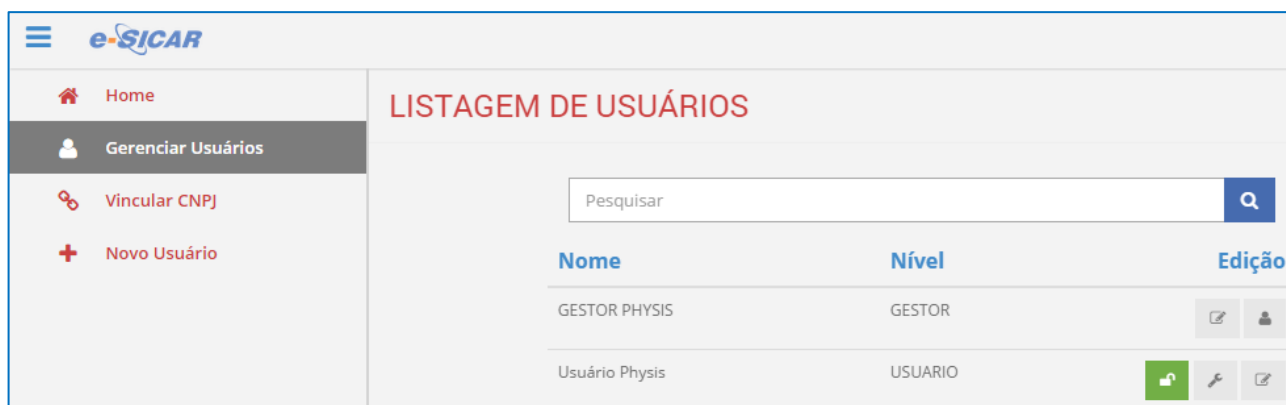 e-SICAR
Home
Gerenciar Usuários
Vincular CNPJ
Novo Usuário
LISTAGEM DE USUÁRIOS
Pesquisar
Nome Nível Edição
GESTOR PHYSIS GESTOR
Usuário Physis USUARIO